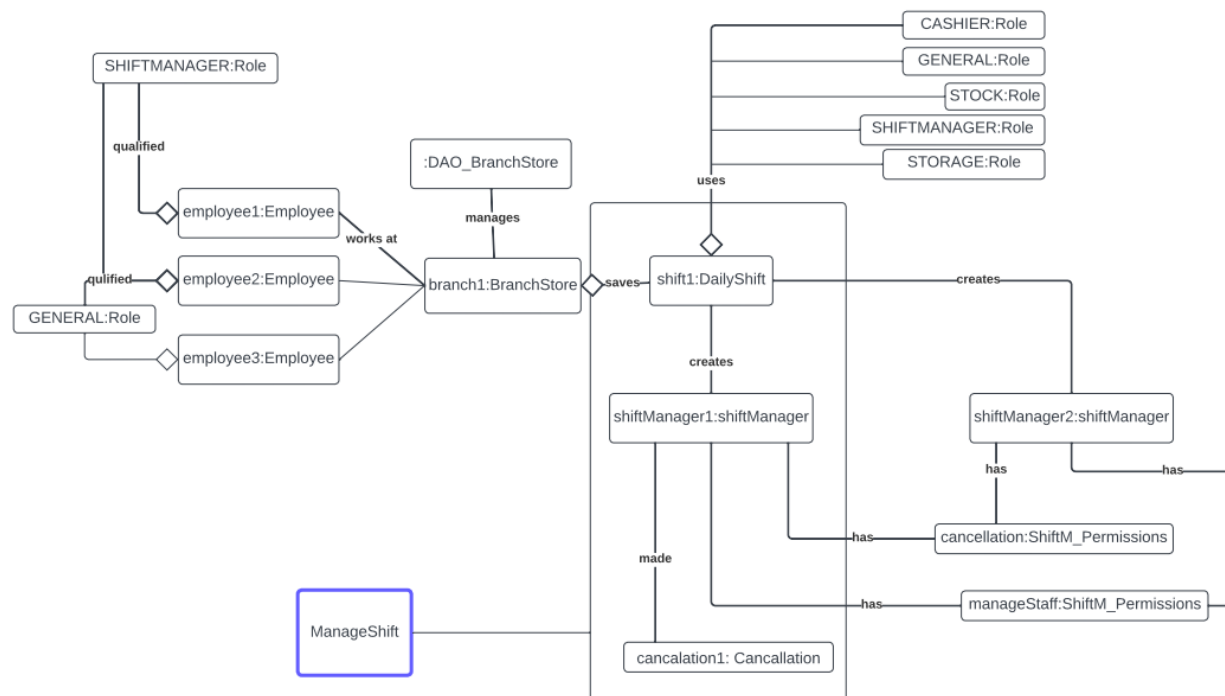 CASHIER:Role
GENERAL:Role
SHIFTMANAGER:Role
STOCK:Role
SHIFTMANAGER:Role
qualified
:DAO_BranchStore
STORAGE:Role
uses
employee1:Employee
manages
works at
employee2:Employee
qulified
branch1:BranchStore
saves
shift1:DailyShift
creates
GENERAL:Role
employee3:Employee
creates
shiftManager1:shiftManager
shiftManager2:shiftManager
has
has
has
cancellation:ShiftM_Permissions
made
has
manageStaff:ShiftM_Permissions
ManageShift
cancalation1: Cancallation